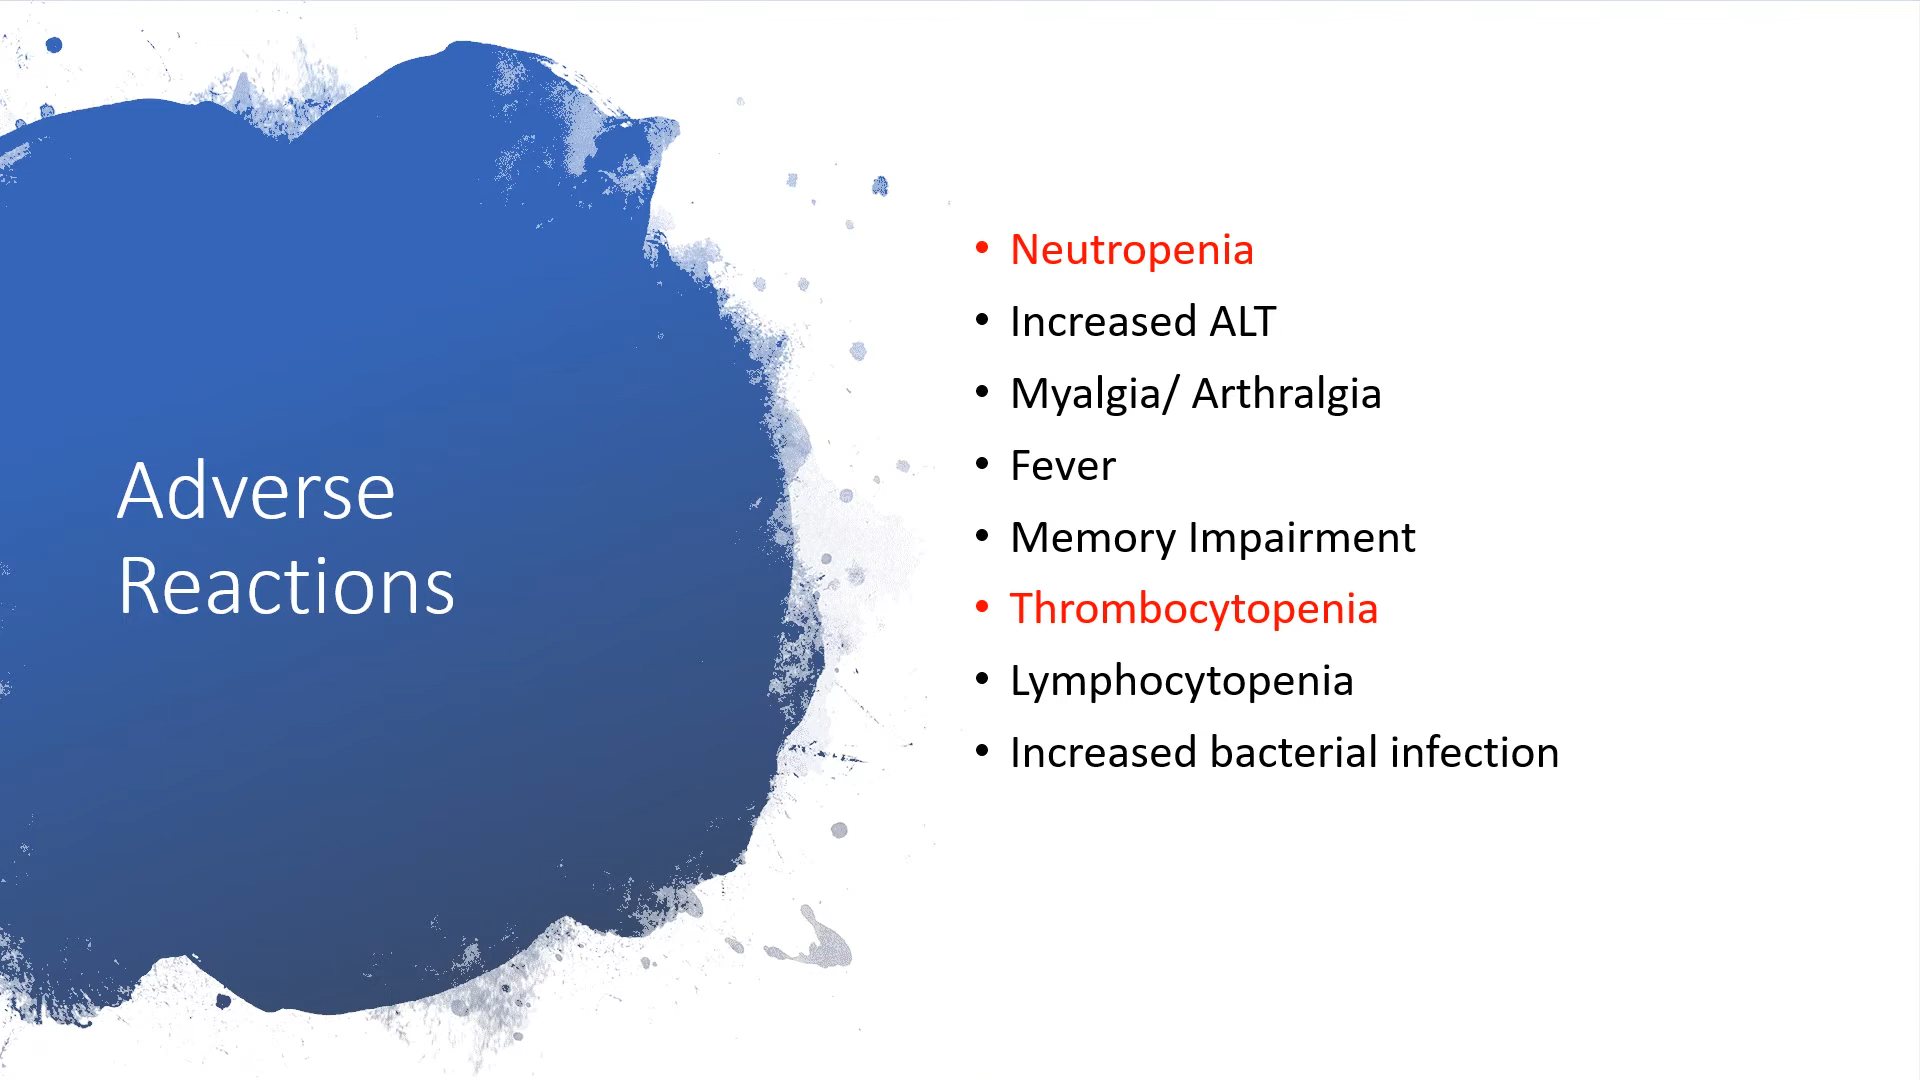 Adverse
Reactions
• Neutropenia
• Increased ALT
• Myalgia/ Arthralgia
• Fever
• Memory Impairment
• Thrombocytopenia
• Lymphocytopenia
• Increased bacterial infection